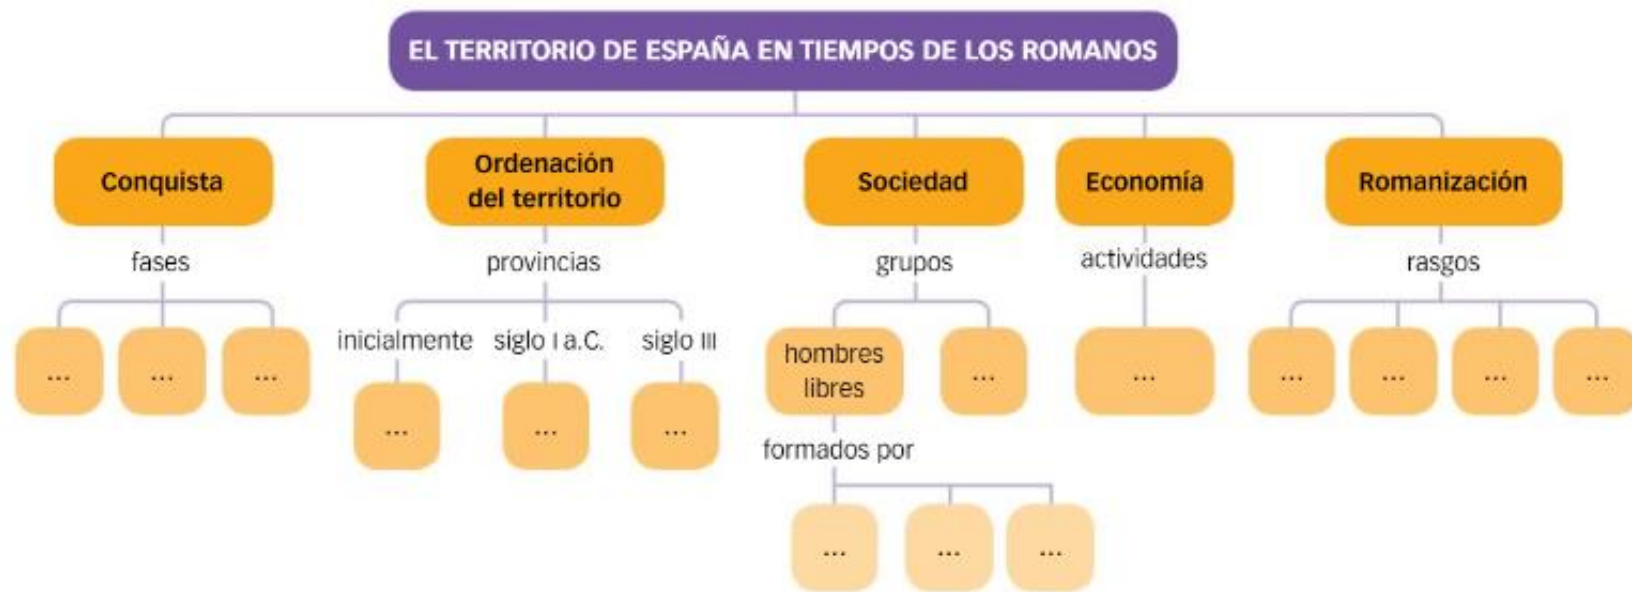 EL TERRITORIO DE ESPAÑA EN TIEMPOS DE LOS ROMANOS
Conquista
fases
...
...
...
Ordenación
del territorio
provincias
inicialmente
...
siglo I a.C.
...
siglo III
...
Sociedad
grupos
hombres
libres
formados por
...
...
...
...
Economía
actividades
...
Romanización
rasgos
...
...
...
...